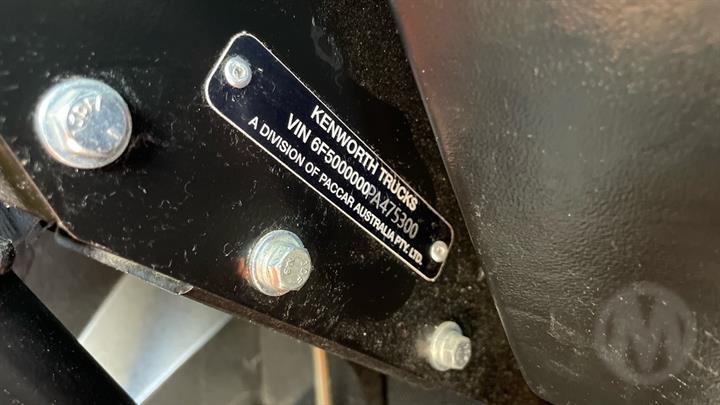 KENWORTH TRUCKS
VIN 6F5000000PA475300
A DIVISION OF PACCAR AUSTRALIA PTY. LTD.
M